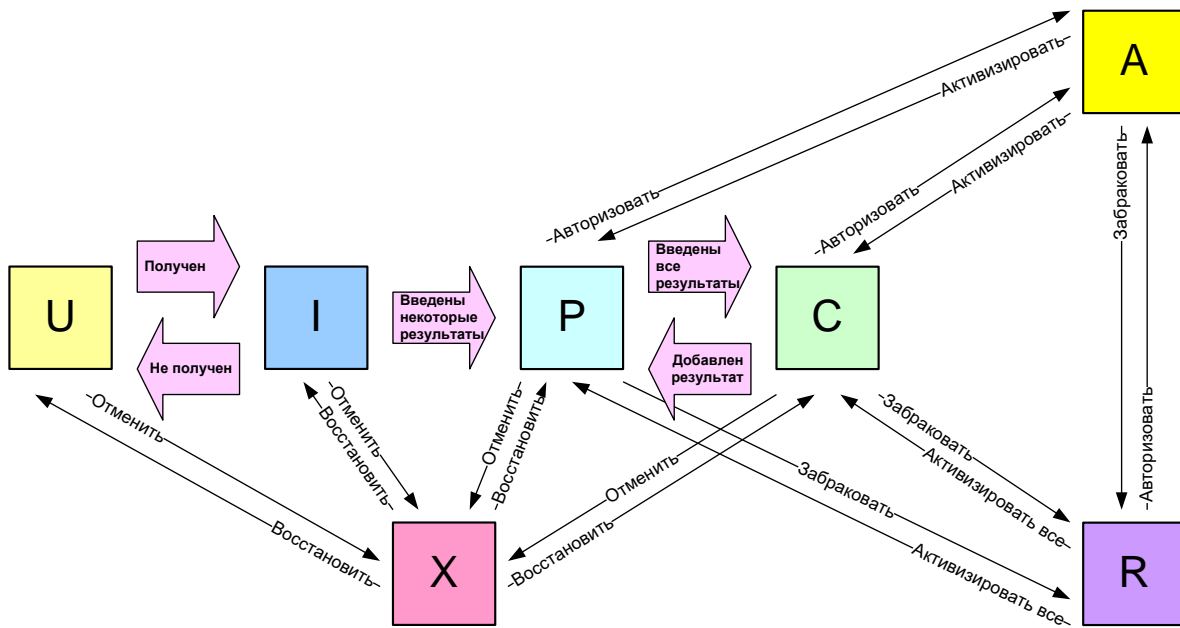 A
Авторизовать
Активизировать
Авторизовать
Активизировать
Забраковать
Авторизовать
U
Получен
Не получен
I
Введены
некоторые
результаты
P
Введены
все
результаты
Добавлен
результат
C
Отменить
Восстановить
Отменить
Восстановить
Отменить
Восстановить
Отменить
Восстановить
Забраковать
Активизировать все
Забраковать
Активизировать все
X
R